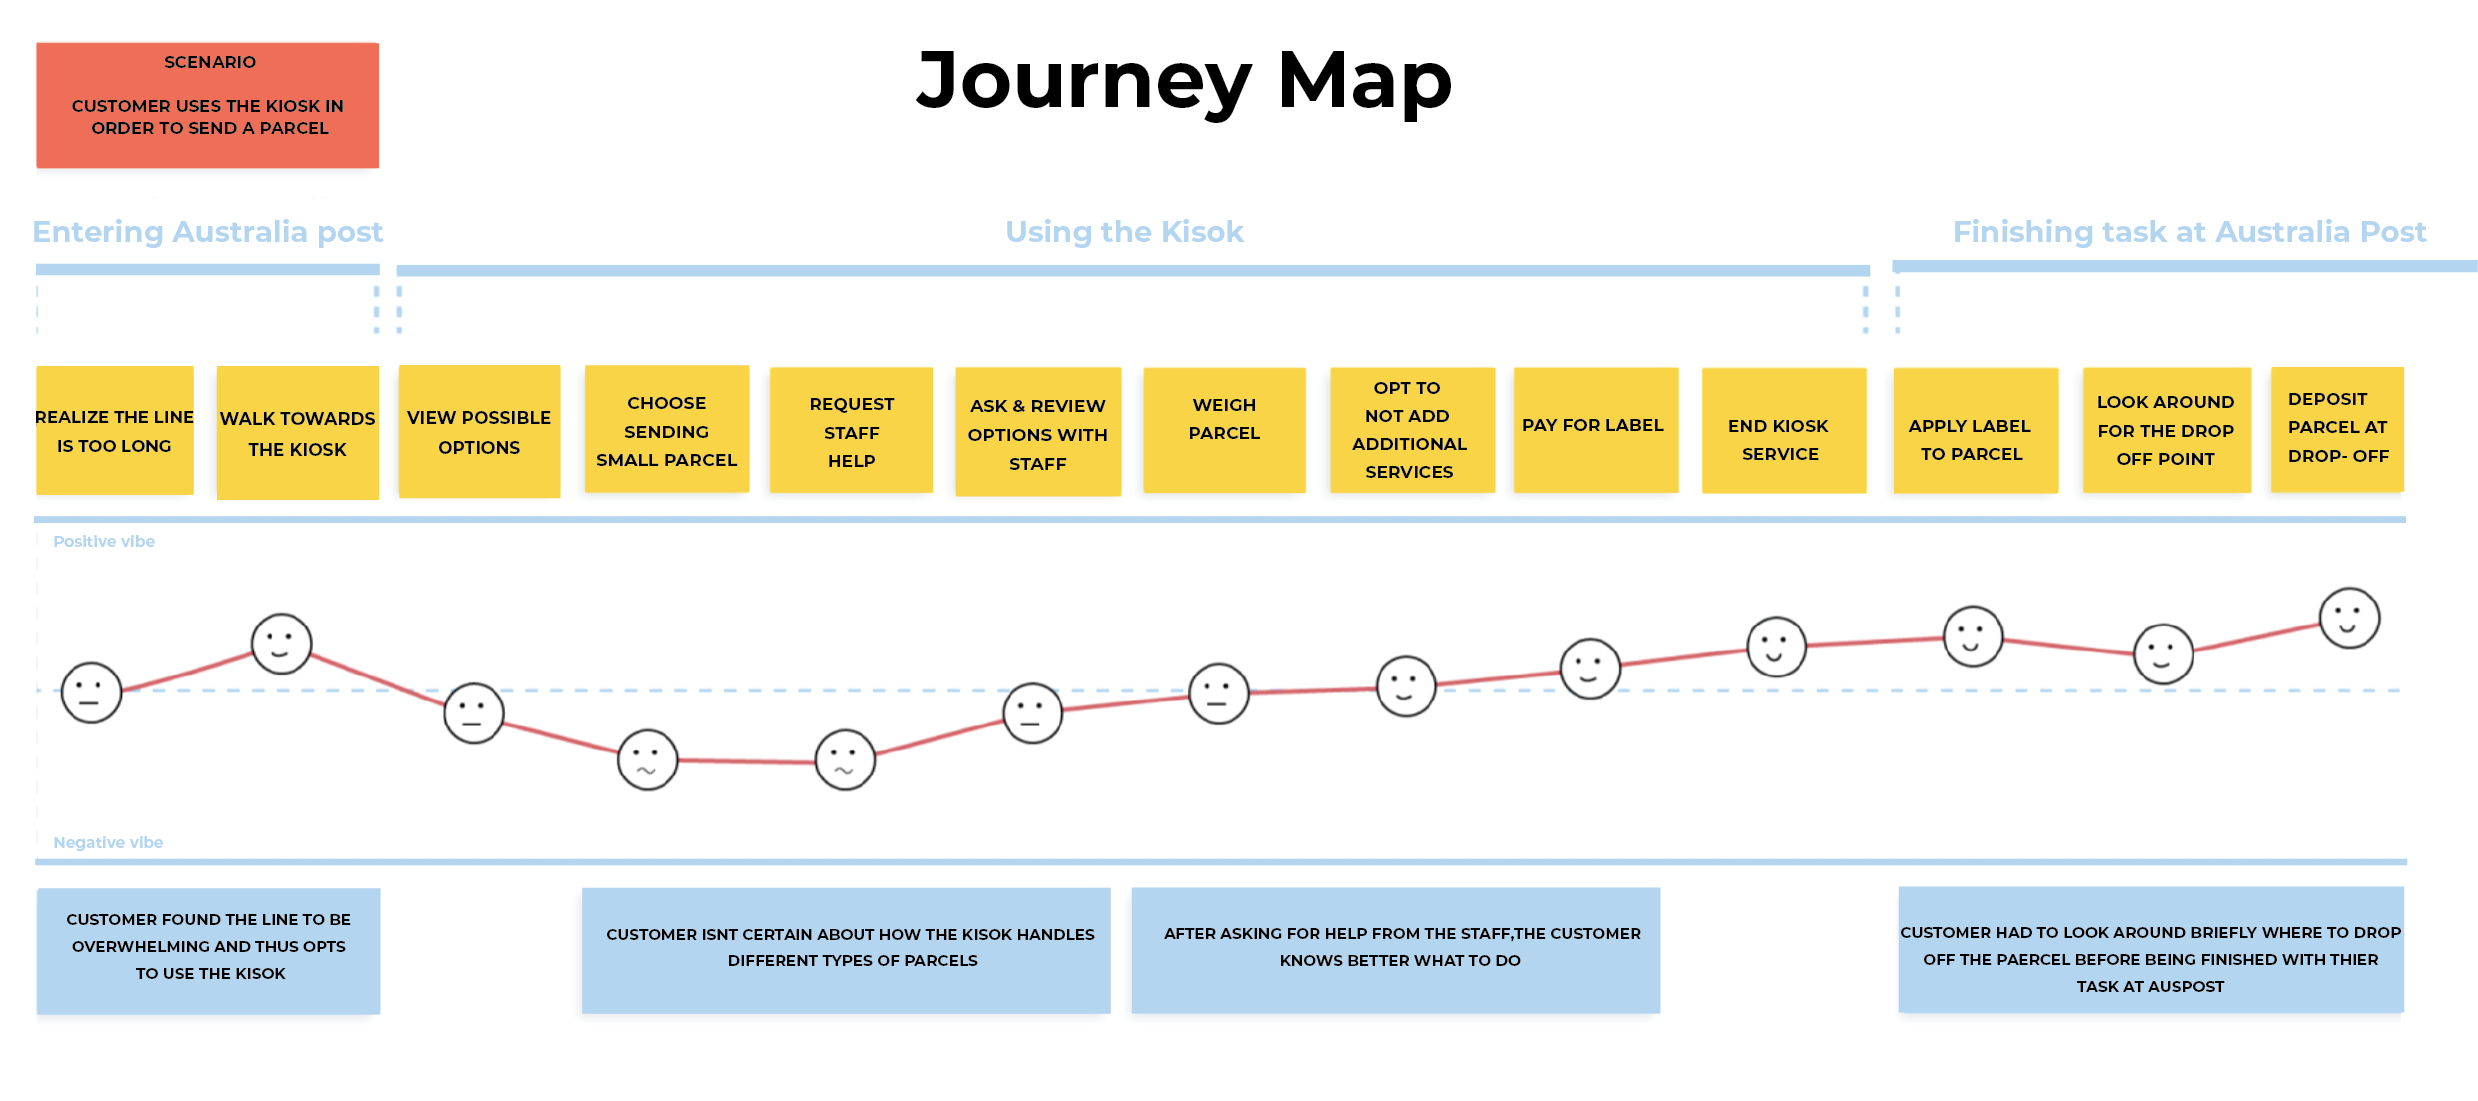 Journey Map
SCENARIO
CUSTOMER USES THE KIOSK IN
ORDER TO SEND A PARCEL
Entering Australia post
Using the Kisok
Finishing task at Australia Post
REALIZE THE LINE
IS TOO LONG
WALK TOWARDS
THE KIOSK
VIEW POSSIBLE
OPTIONS
CHOOSE
SENDING
SMALL PARCEL
REQUEST
STAFF
HELP
ASK & REVIEW
OPTIONS WITH
STAFF
WEIGH
PARCEL
OPT TO
NOT ADD
ADDITIONAL
SERVICES
PAY FOR LABEL
END KIOSK
SERVICE
APPLY LABEL
TO PARCEL
LOOK AROUND
FOR THE DROP
OFF POINT
DEPOSIT
PARCEL AT
DROP- OFF
Positive vibe
Negative vibe
CUSTOMER FOUND THE LINE TO BE
OVERWHELMING AND THUS OPTS
TO USE THE KISOK
CUSTOMER ISNT CERTAIN ABOUT HOW THE KISOK HANDLES
DIFFERENT TYPES OF PARCELS
AFTER ASKING FOR HELP FROM THE STAFF,THE CUSTOMER
KNOWS BETTER WHAT TO DO
CUSTOMER HAD TO LOOK AROUND BRIEFLY WHERE TO DROP
OFF THE PAERCEL BEFORE BEING FINISHED WITH THIER
TASK AT AUSPOST